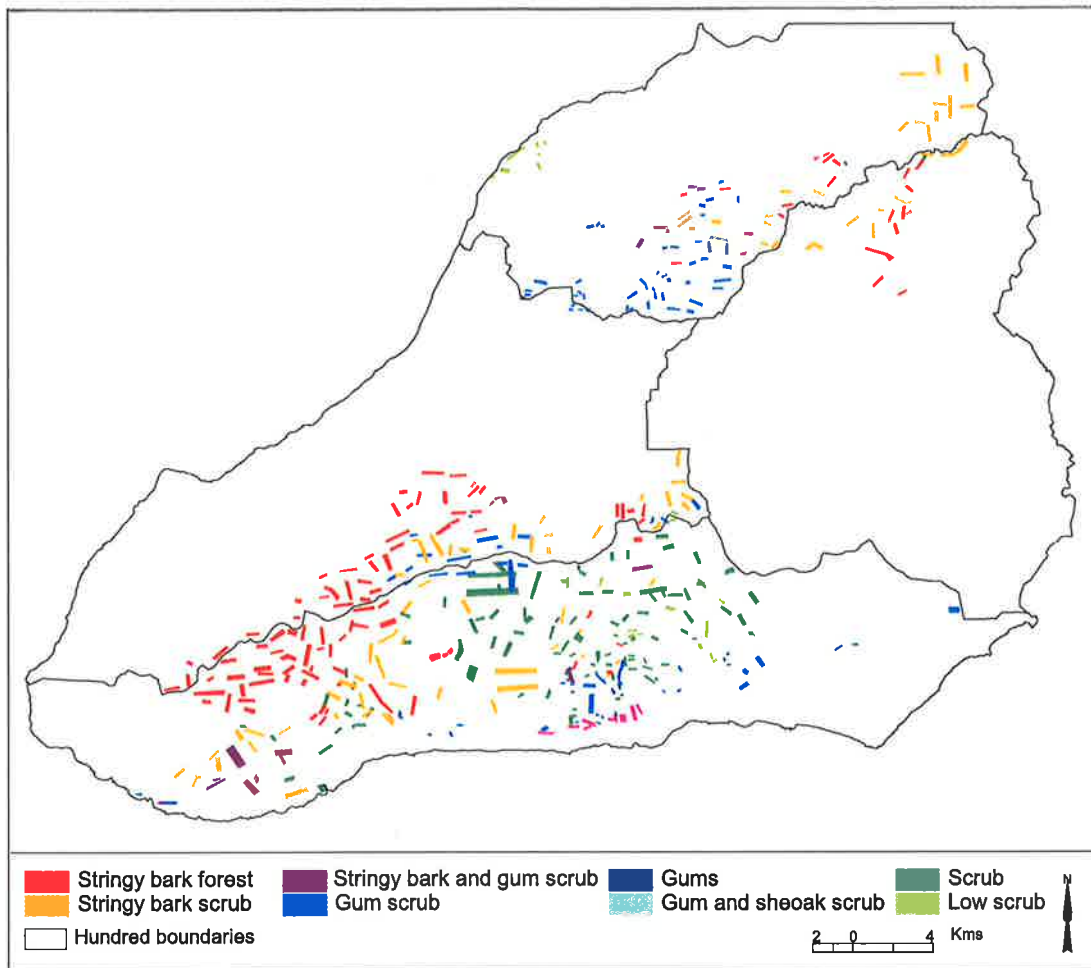 Stringy bark forest
Stringy bark and gum scrub
Gums
Scrub
N
Stringy bark scrub
Gum scrub
Gum and sheoak scrub
Low scrub
Hundred boundaries
2 0 4 Kms